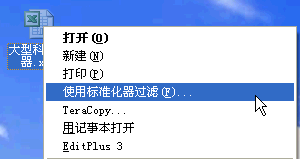 大型科
器.x
打开(O)
新建(N)
打印(P)
使用标准化器过滤(F)...
TeraCopy...
用记事本打开
EditPlus 3